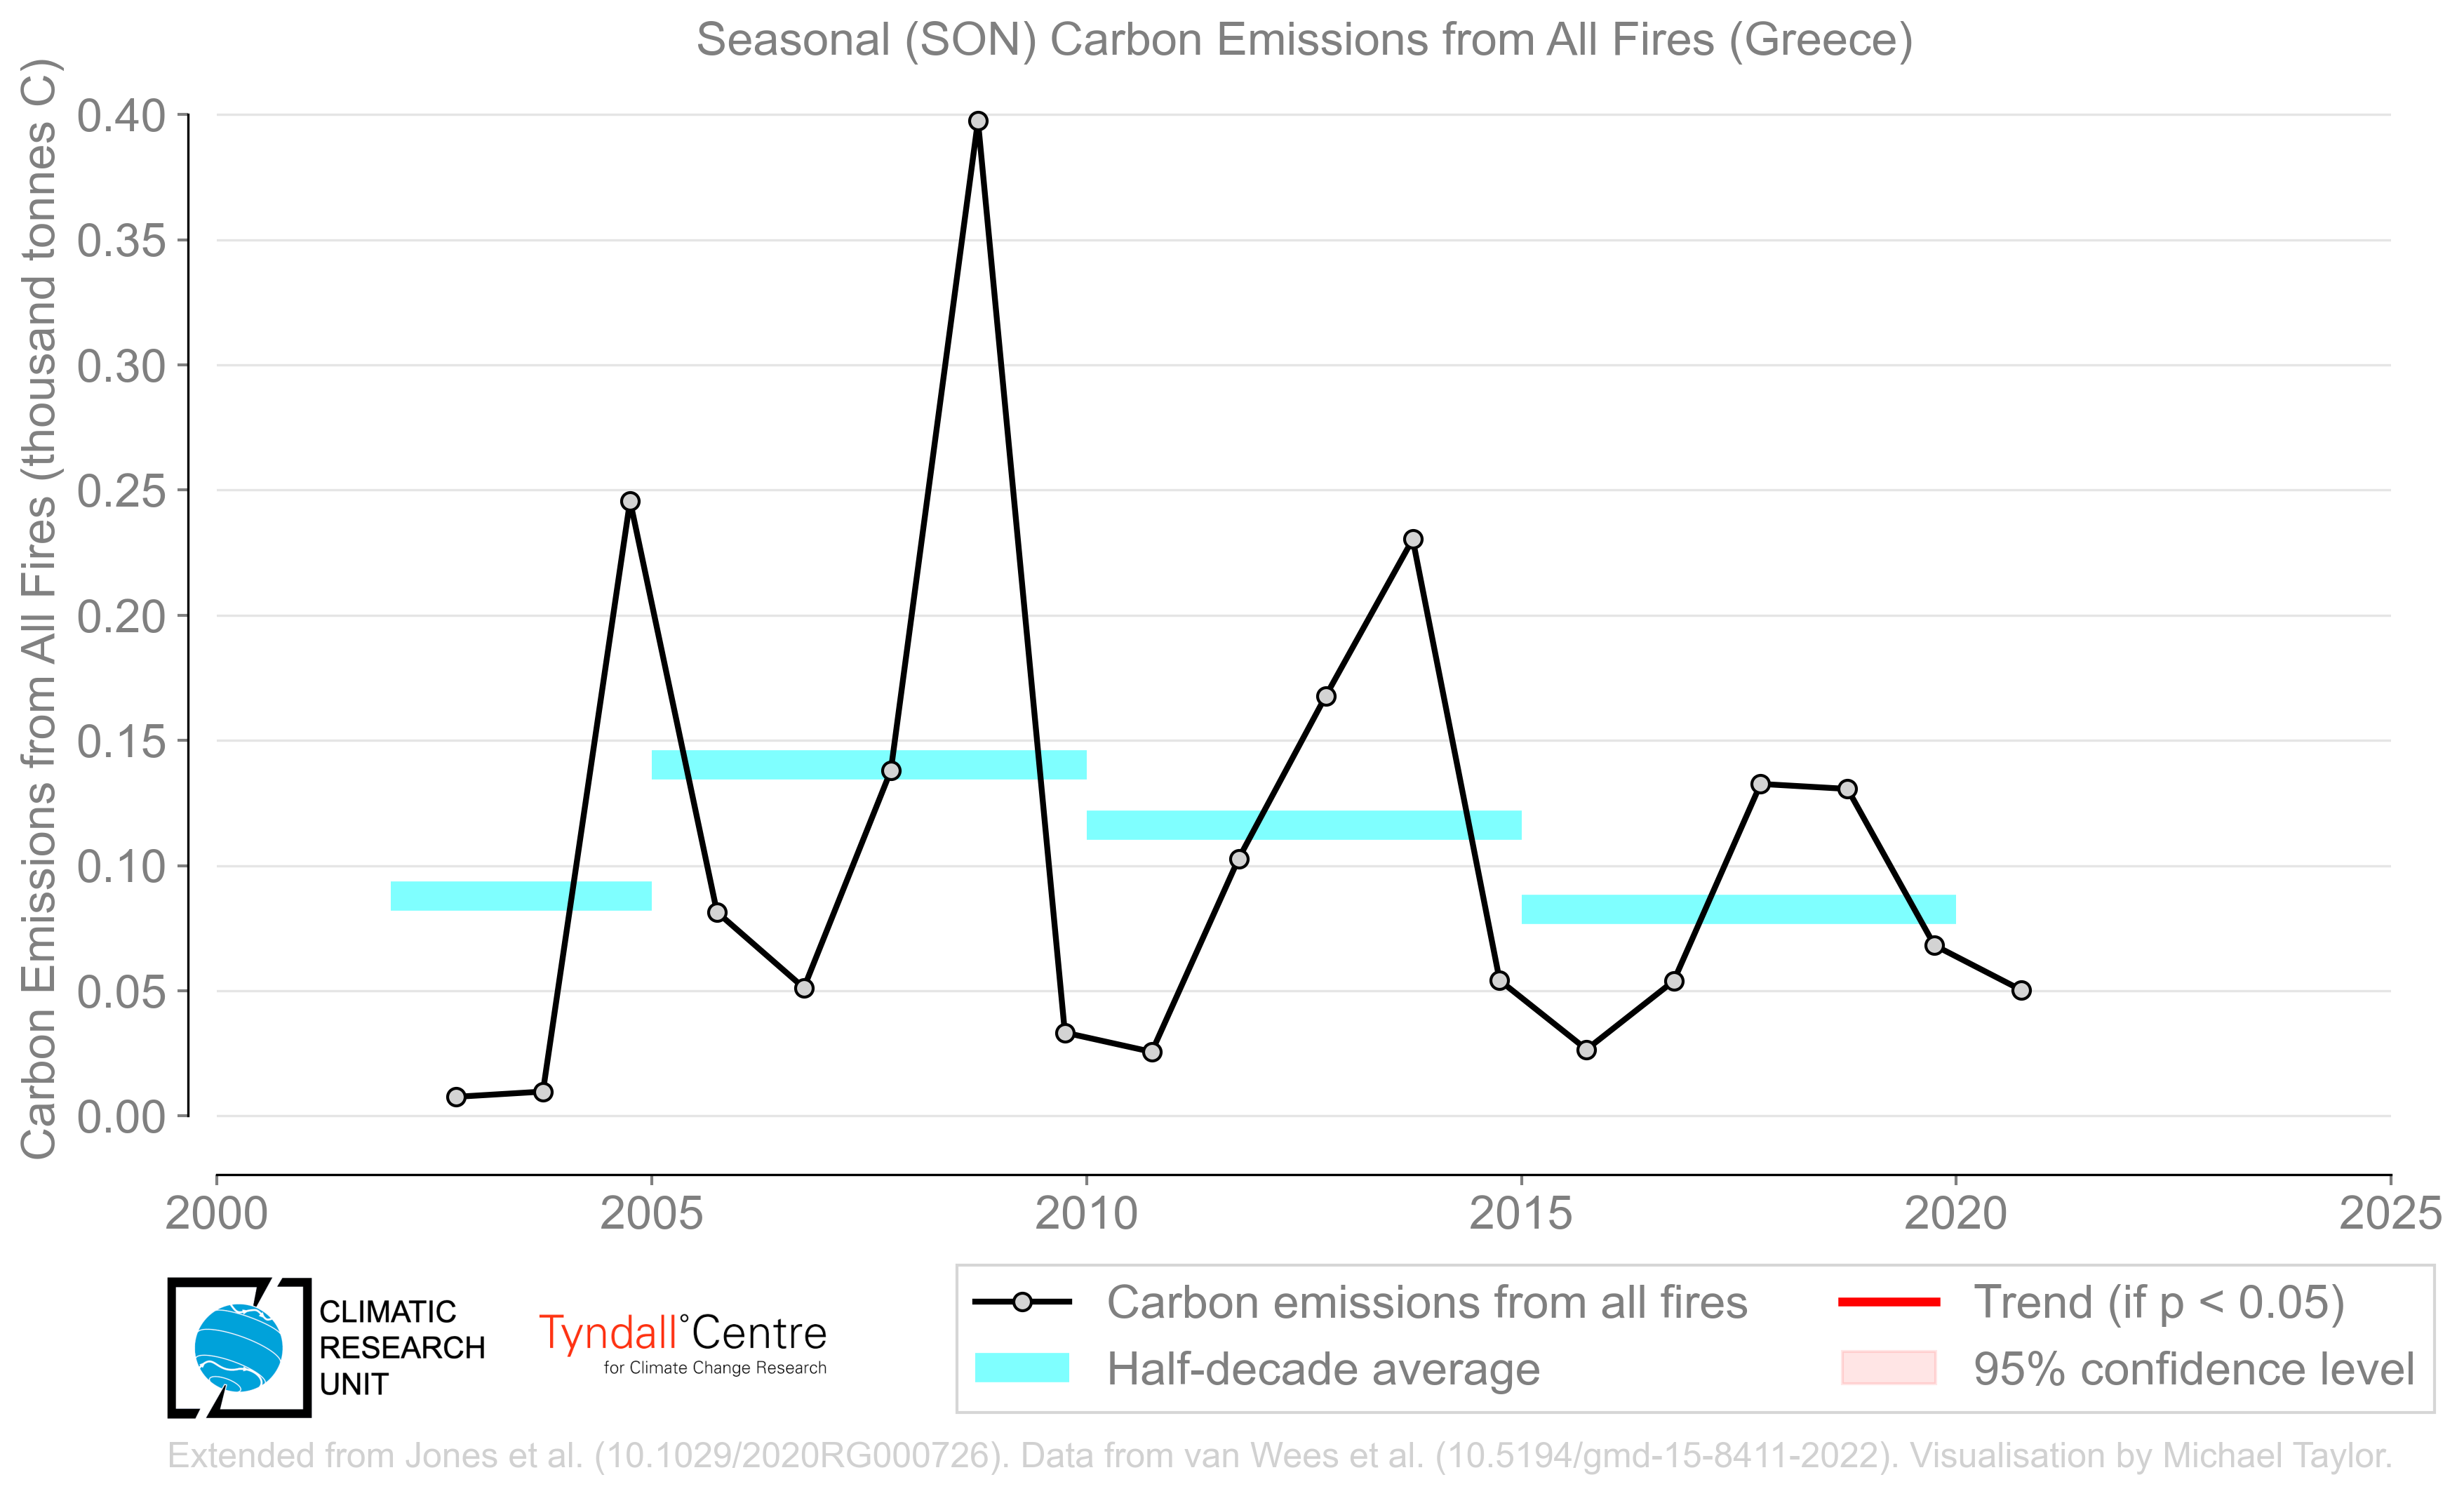 Seasonal (SON) Carbon Emissions from All Fires (Greece)
Carbon Emissions from All Fires (thousand tonnes C)
0.40
0.35
0.30
0.25
0.20
0.15
0.10
0.05
0.00
2000 2005 2010 2015 2020 2025
CLIMATIC
RESEARCH
UNIT
Tyndall°Centre
for Climate Change Research
Carbon emissions from all fires
Half-decade average
Trend (if p < 0.05)
95% confidence level
Extended from Jones et al. (10.1029/2020RG000726). Data from van Wees et al. (10.5194/gmd-15-8411-2022). Visualisation by Michael Taylor.